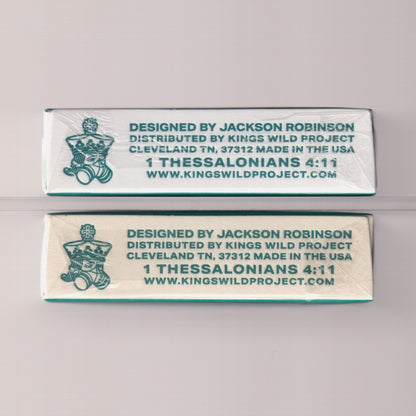 DESIGNED BY JACKSON ROBINSON
DISTRIBUTED BY KINGS WILD PROJECT
CLEVELAND TN, 37312 MADE IN THE USA
1 THESSALONIANS 4:11
WWW.KINGSWILDPROJECT.COM
DESIGNED BY JACKSON ROBINSON
DISTRIBUTED BY KINGS WILD PROJECT
CLEVELAND TN, 37312 MADE IN THE USA
1 THESSALONIANS 4:11
WWW.KINGSWILDPROJECT.COM